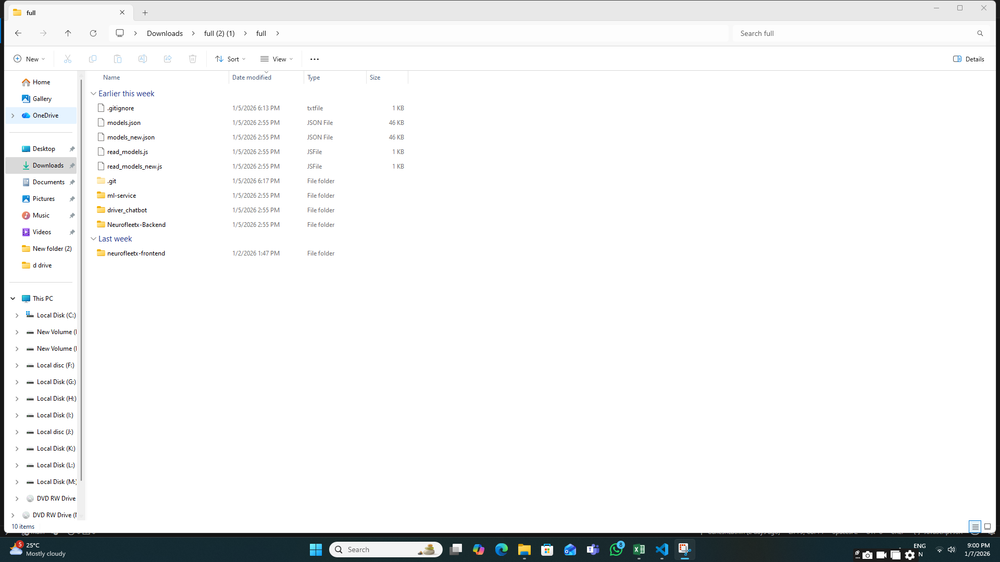 full
Downloads
full (2) (1)
full
Search full
New
Sort
View
Details
Home
Gallery
OneDrive
Desktop
Downloads
Documents
Pictures
Music
Videos
New folder (2)
d drive
This PC
Local Disk (C:)
New Volume (
New Volume (
Local disc (F:)
Local Disk (G:)
Local Disk (H:)
Local Disk (I:)
Local disc (J:)
Local Disk (K:)
Local Disk (L:)
Local Disk (M:)
DVD RW Drive
DVD RW Drive (
Name Date modified Type Size
Earlier this week
.gitignore 1/5/2026 6:13 PM txtfile 1 KB
models.json 1/5/2026 2:55 PM JSON File 46 KB
models_new.json 1/5/2026 2:55 PM JSON File 46 KB
read_models.js 1/5/2026 2:55 PM JSFile 1 KB
read_models_new.js 1/5/2026 2:55 PM JSFile 1 KB
.git 1/5/2026 6:17 PM File folder
ml-service 1/5/2026 2:55 PM File folder
driver_chatbot 1/5/2026 2:55 PM File folder
Neurofleetx-Backend 1/5/2026 2:55 PM File folder
Last week
neurofleetx-frontend 1/2/2026 1:47 PM File folder
10 items
5
25°C
Mostly cloudy
Search
8
ENG
N
9:00 PM
1/7/2026